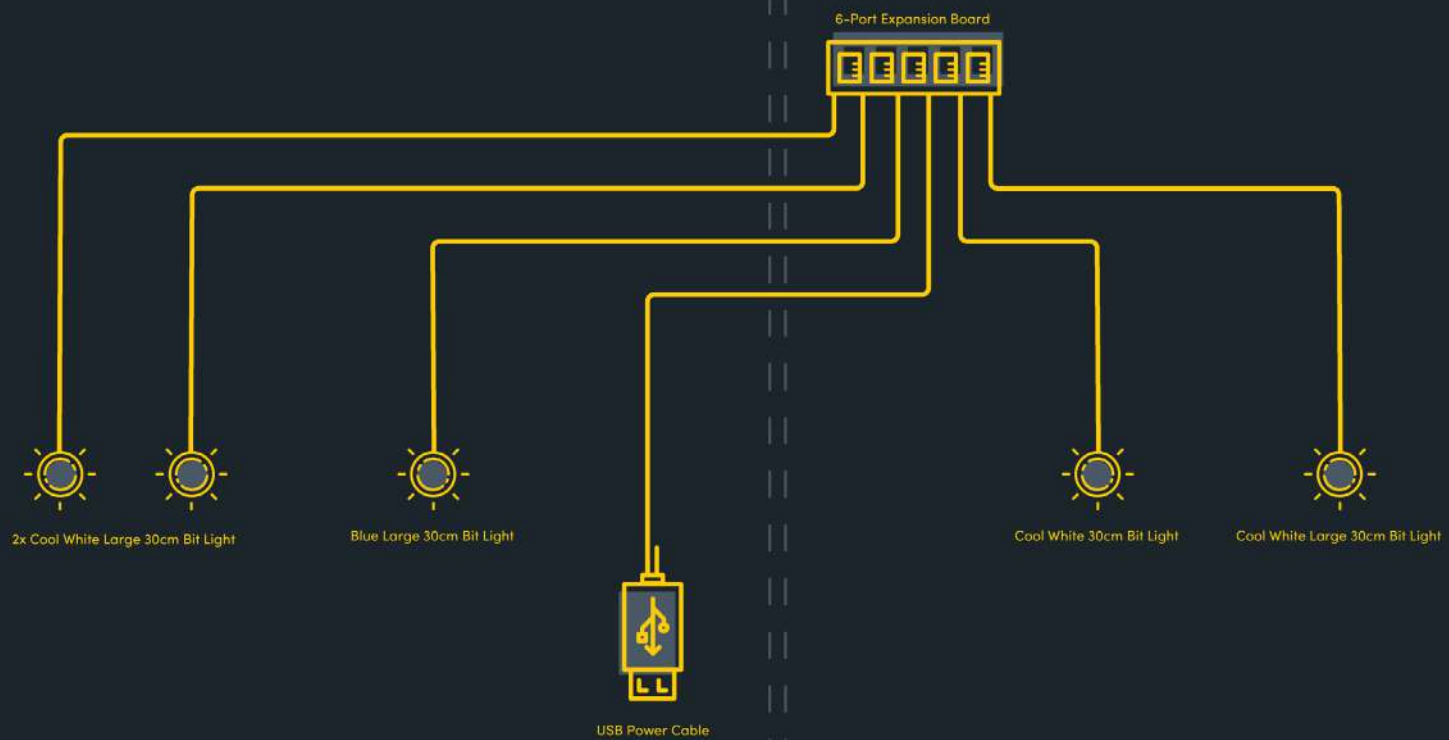 6-Port Expansion Board
2x Cool White Large 30cm Bit Light
Blue Large 30cm Bit Light
Cool White 30cm Bit Light
Cool White Large 30cm Bit Light
USB Power Cable